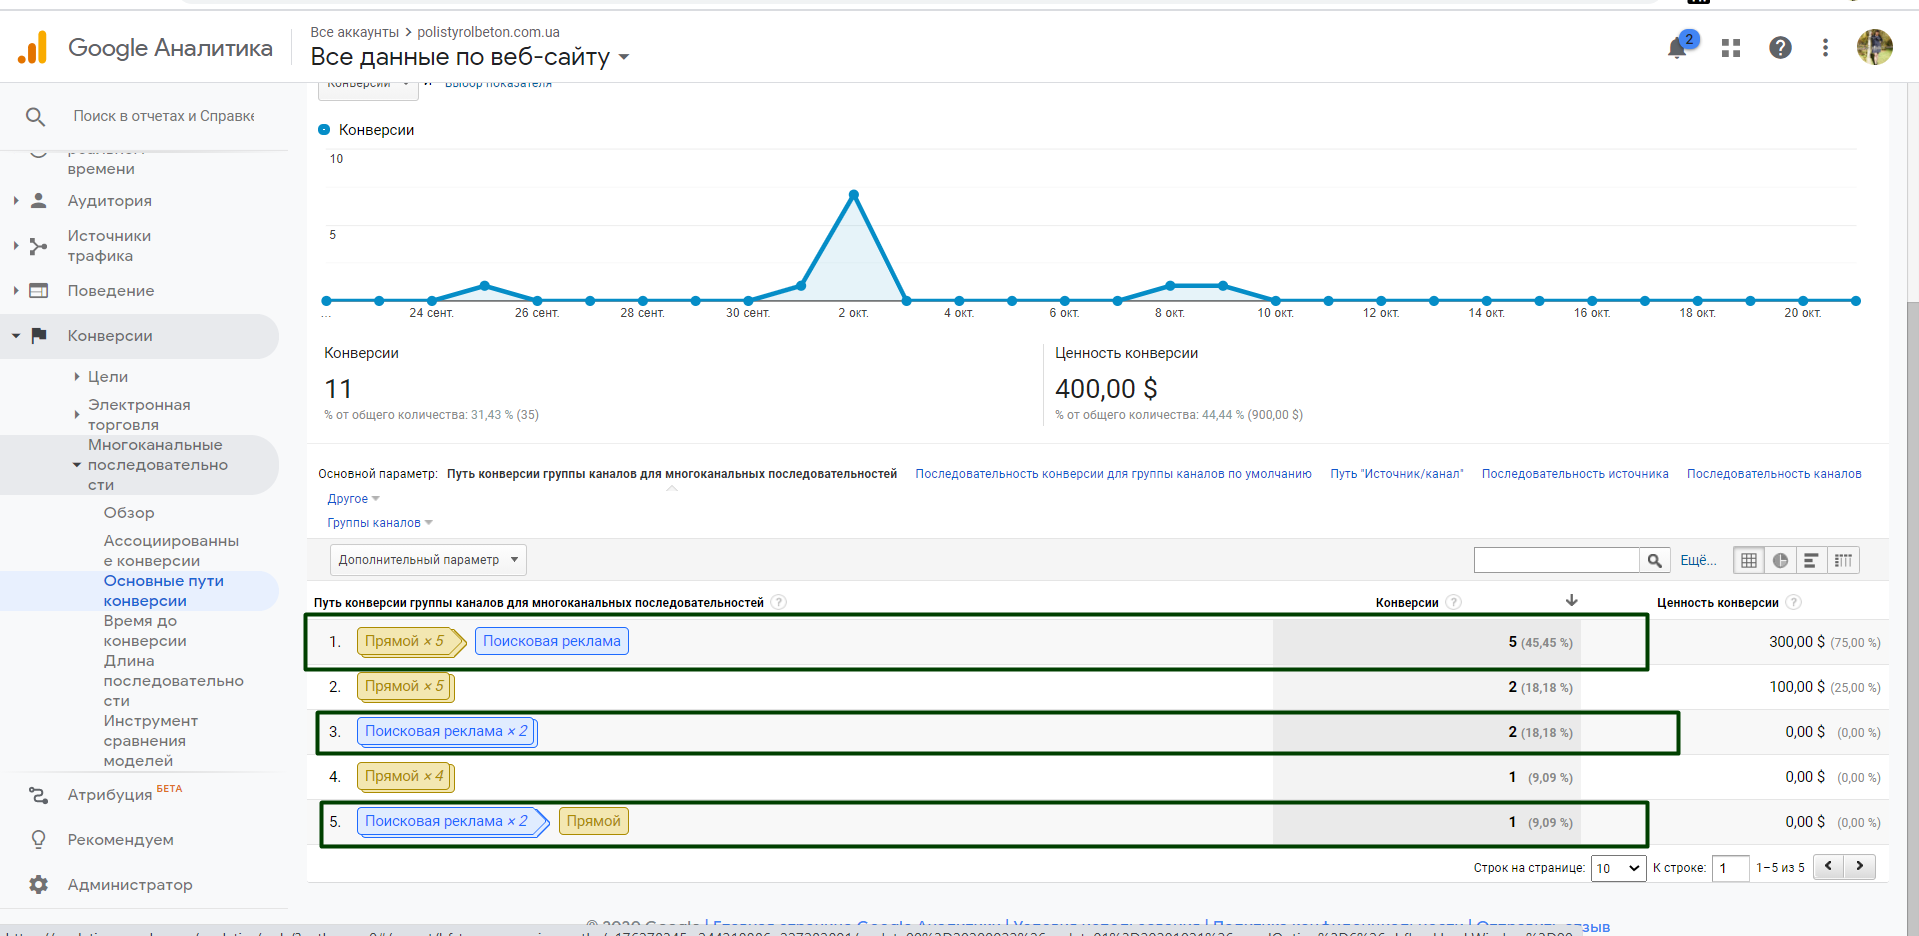 Google Аналитика
Все аккаунты > polistyrolbeton.com.ua
Все данные по веб-сайту
2
Поиск в отчетах и Справке
времени
Аудитория
Источники
трафика
Поведение
Конверсии
Цели
Электронная
торговля
Многоканальные
последовательно
сти
Обзор
Ассоциированны
е конверсии
Основные пути
конверсии
Время до
конверсии
Длина
последовательно
сти
Инструмент
сравнения
моделей
Атрибуция БЕТА
Рекомендуем
Администратор
Конверсии и Выбор показателя
Конверсии
10
5
... 24 сент. 26 сент. 28 сент. 30 сент. 2 окт. 4 окт. 6 окт. 8 окт. 10 окт. 12 окт. 14 окт. 16 окт. 18 окт. 20 окт.
Конверсии
11
% от общего количества: 31,43 % (35)
Ценность конверсии
400,00 $
% от общего количества: 44,44 % (900,00 $)
Основной параметр: Путь конверсии группы каналов для многоканальных последовательностей Последовательность конверсии для группы каналов по умолчанию Путь "Источник/канал" Последовательность источника Последовательность каналов
Другое
Группы каналов
Дополнительный параметр
Ещё...
Путь конверсии группы каналов для многоканальных последовательностей ? Конверсии ? Ценность конверсии ?
1. Прямой × 5 Поисковая реклама 5 (45,45 %) 300,00 $ (75,00 %)
2. Прямой × 5 2 (18,18 %) 100,00 $ (25,00 %)
3. Поисковая реклама × 2 2 (18,18 %) 0,00 $ (0,00 %)
4. Прямой × 4 1 (9,09 %) 0,00 $ (0,00 %)
5. Поисковая реклама × 2 Прямой 1 (9,09 %) 0,00 $ (0,00 %)
Строк на странице: 10 К строке: 1 1–5 из 5